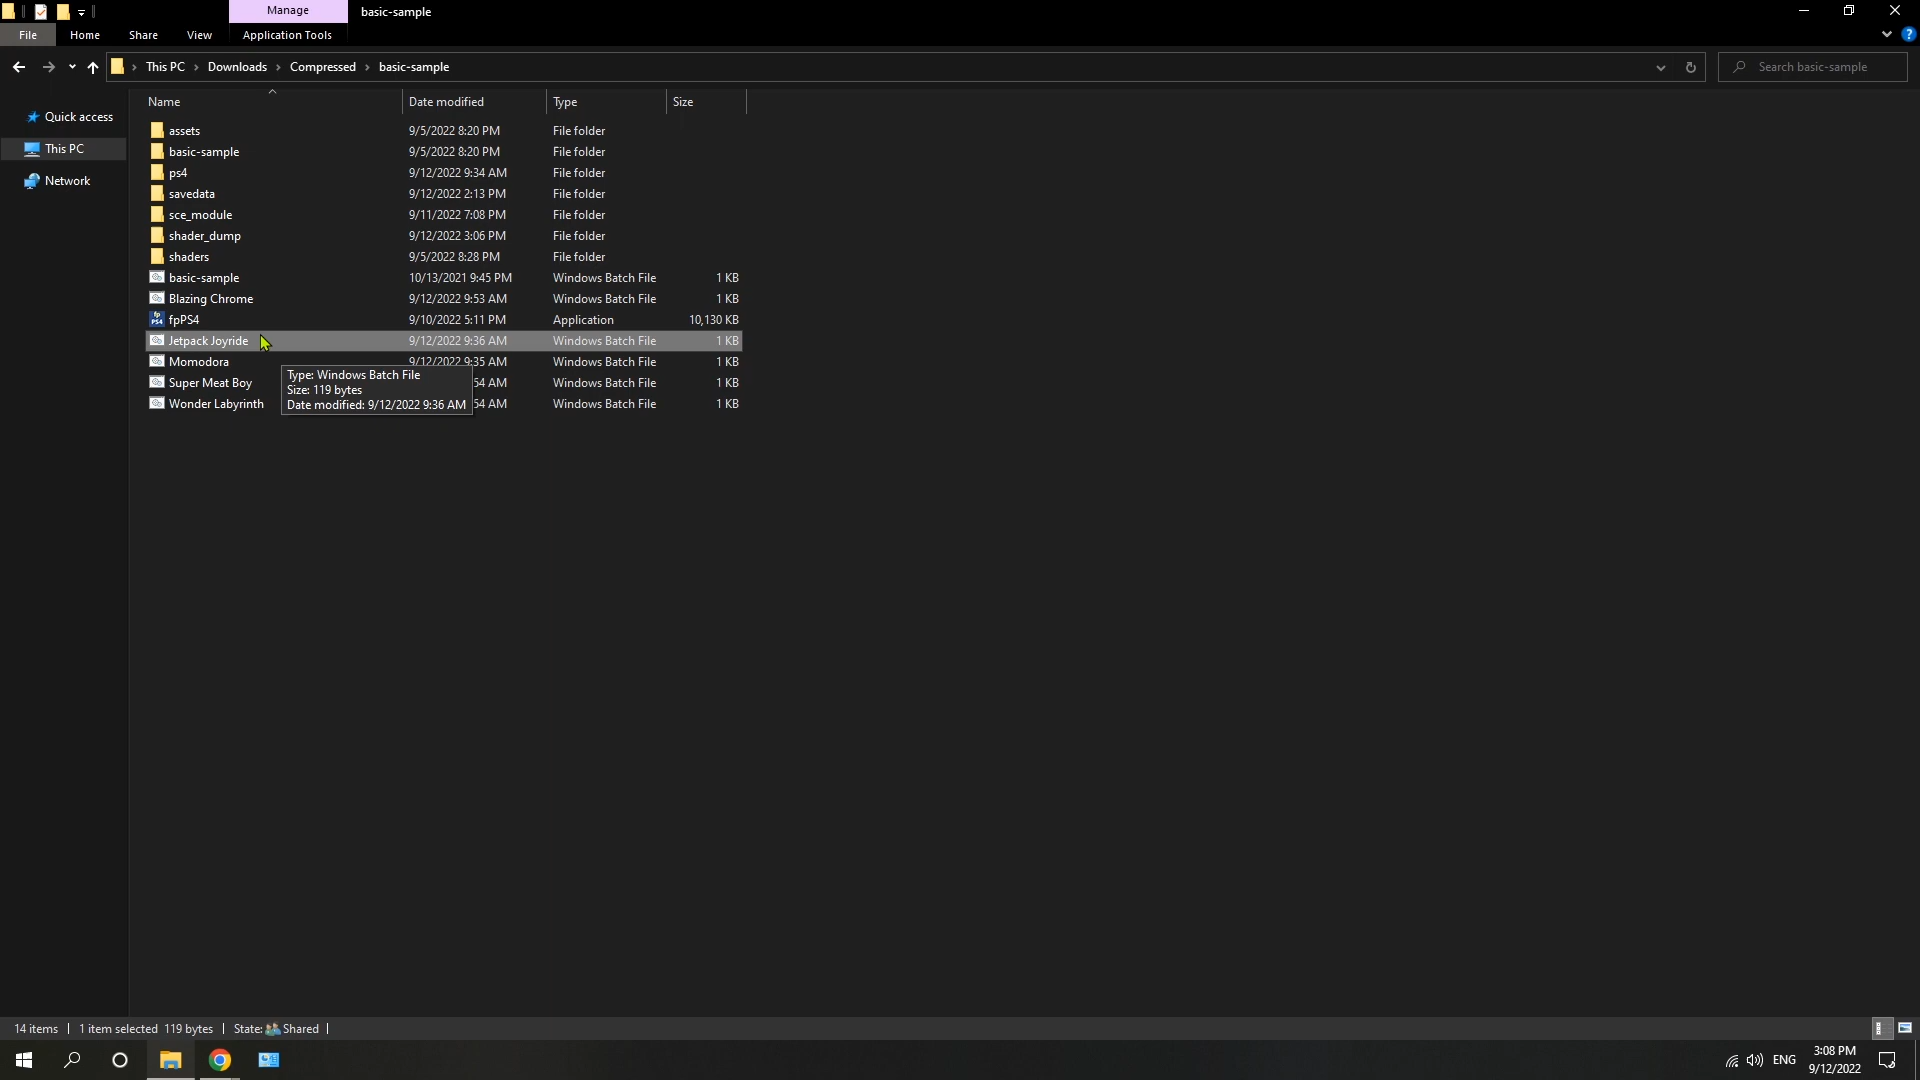 Manage
basic-sample
File
Home
Share
View
Application Tools
This PC
Downloads
Compressed
basic-sample
Search basic-sample
Quick access
This PC
Network
Name Date modified Type Size
assets 9/5/2022 8:20 PM File folder
basic-sample 9/5/2022 8:20 PM File folder
ps4 9/12/2022 9:34 AM File folder
savedata 9/12/2022 2:13 PM File folder
sce_module 9/11/2022 7:08 PM File folder
shader_dump 9/12/2022 3:06 PM File folder
shaders 9/5/2022 8:28 PM File folder
basic-sample 10/13/2021 9:45 PM Windows Batch File 1 KB
Blazing Chrome 9/12/2022 9:53 AM Windows Batch File 1 KB
fpPS4 9/10/2022 5:11 PM Application 10,130 KB
Jetpack Joyride 9/12/2022 9:36 AM Windows Batch File 1 KB
Momodora 9/12/2022 9:35 AM Windows Batch File 1 KB
Super Meat Boy 54 AM Windows Batch File 1 KB
Wonder Labyrinth 54 AM Windows Batch File 1 KB
Type: Windows Batch File
Size: 119 bytes
Date modified: 9/12/2022 9:36 AM
14 items 1 item selected 119 bytes State: Shared
ENG
3:08 PM
9/12/2022